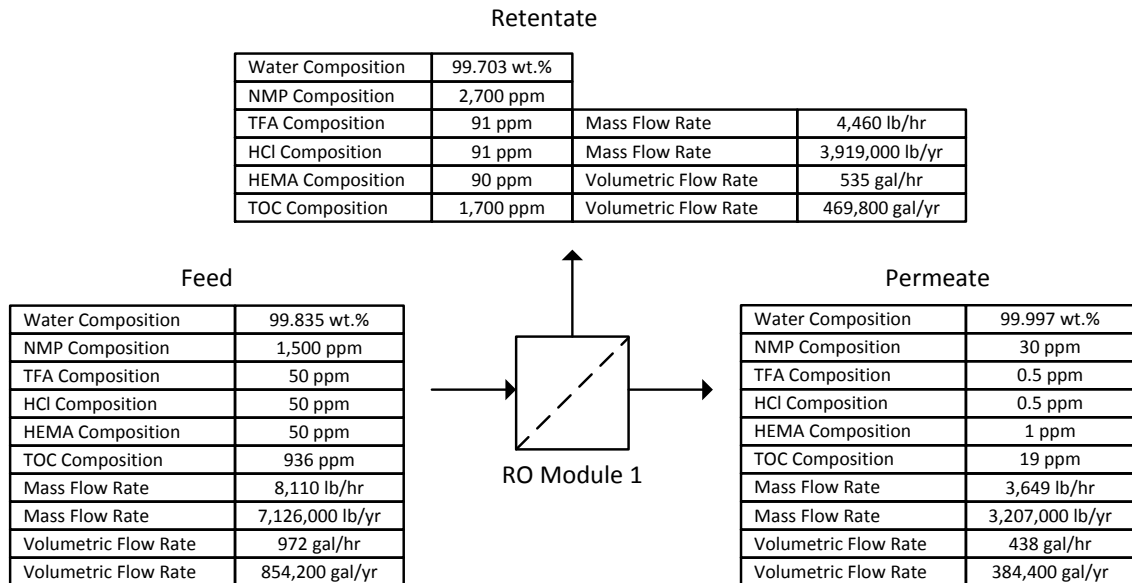 Retentate
Water Composition 99.703 wt.%
NMP Composition 2,700 ppm
TFA Composition 91 ppm Mass Flow Rate 4,460 lb/hr
HCl Composition 91 ppm Mass Flow Rate 3,919,000 lb/yr
HEMA Composition 90 ppm Volumetric Flow Rate 535 gal/hr
TOC Composition 1,700 ppm Volumetric Flow Rate 469,800 gal/yr
Feed
Water Composition 99.835 wt.%
NMP Composition 1,500 ppm
TFA Composition 50 ppm
HCl Composition 50 ppm
HEMA Composition 50 ppm
TOC Composition 936 ppm
Mass Flow Rate 8,110 lb/hr
Mass Flow Rate 7,126,000 lb/yr
Volumetric Flow Rate 972 gal/hr
Volumetric Flow Rate 854,200 gal/yr
RO Module 1
Permeate
Water Composition 99.997 wt.%
NMP Composition 30 ppm
TFA Composition 0.5 ppm
HCl Composition 0.5 ppm
HEMA Composition 1 ppm
TOC Composition 19 ppm
Mass Flow Rate 3,649 lb/hr
Mass Flow Rate 3,207,000 lb/yr
Volumetric Flow Rate 438 gal/hr
Volumetric Flow Rate 384,400 gal/yr